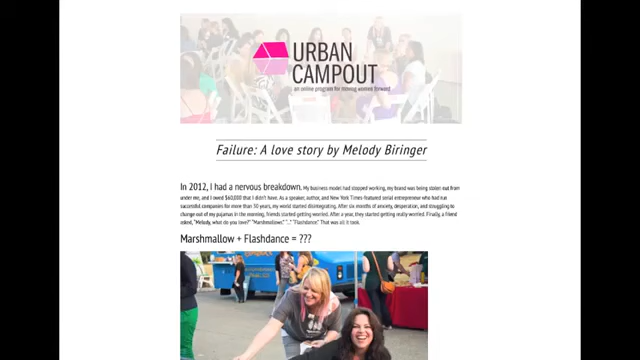 URBAN
CAMPOUT
an online program for moving women forward
Failure: A love story by Melody Biringer
In 2012, I had a nervous breakdown. My business model had stopped working, my brand was being stolen out from
under me, and I owed $60,000 that I didn't have. As a speaker, author, and New York Times featured serial entrepreneur who had run
successful companies for more than 30 years, my world started disintegrating. After six months of anxiety, desperation, and struggling to
change out of my pajamas in the morning, friends started getting worried. After a year, they started getting really worried. Finally, a friend
asked, "Melody, what do you love?" "Marshmallows." "..." "Flashdance." That was all it took.
Marshmallow + Flashdance = ???